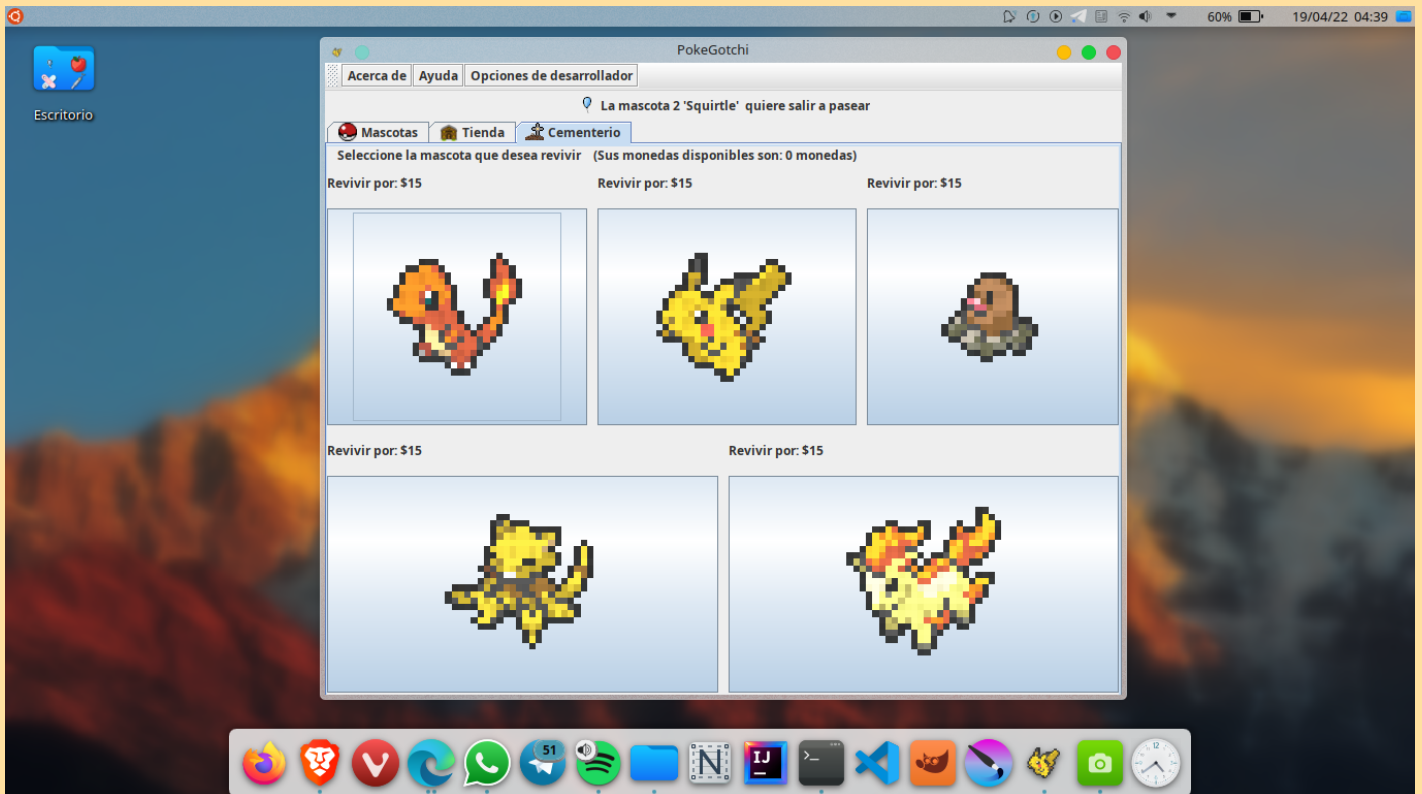 60% 19/04/22 04:39
Escritorio
PokeGotchi
Acerca de Ayuda Opciones de desarrollador
La mascota 2 'Squirtle' quiere salir a pasear
Mascotas Tienda Cementerio
Seleccione la mascota que desea revivir (Sus monedas disponibles son: 0 monedas)
Revivir por: $15 Revivir por: $15 Revivir por: $15
Revivir por: $15 Revivir por: $15
51
N
IJ
12